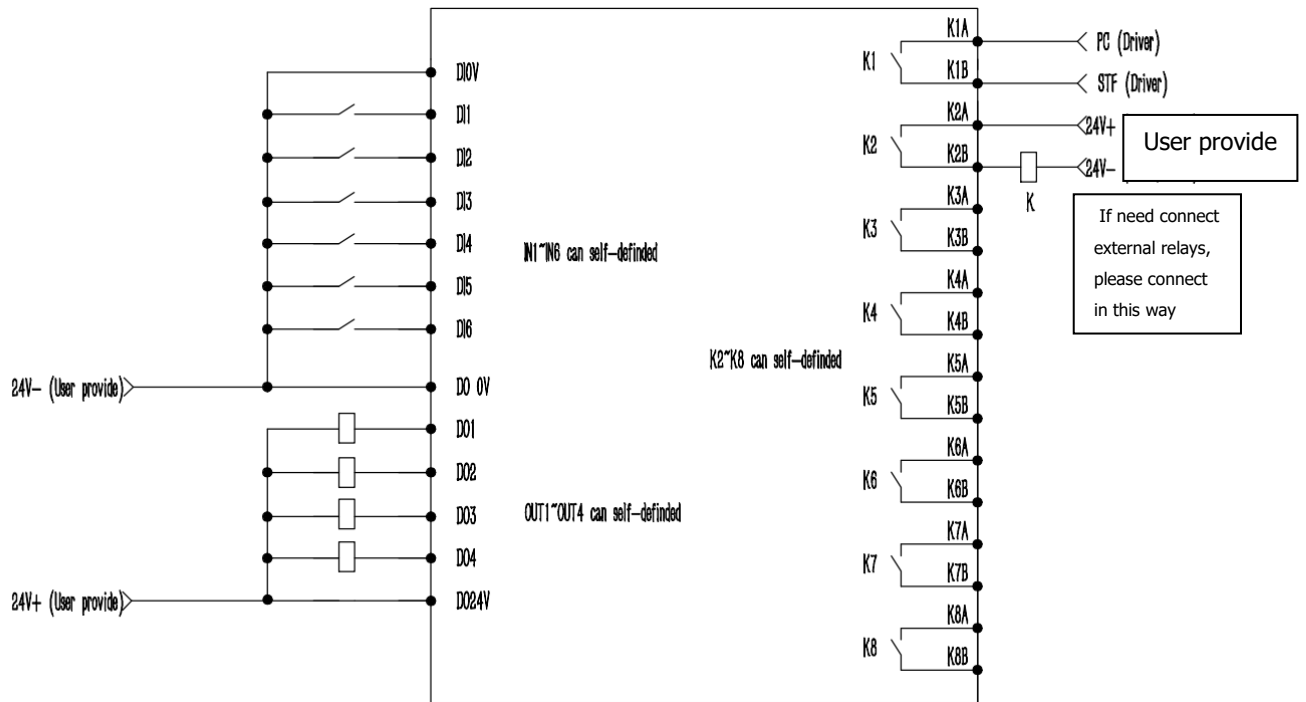 DI0V
DI1
DI2
DI3
DI4
DI5
DI6
24V- (User provide)
DO 0V
DO1
DO2
DO3
DO4
24V+ (User provide)
DO24V
IN1~IN6 can self-definded
OUT1~OUT4 can self-definded
K2~K8 can self-definded
K1
K1A
K1B
PC (Driver)
STF (Driver)
K2
K2A
K2B
24V+
24V-
K
User provide
If need connect
external relays,
please connect
in this way
K3
K3A
K3B
K4
K4A
K4B
K5
K5A
K5B
K6
K6A
K6B
K7
K7A
K7B
K8
K8A
K8B